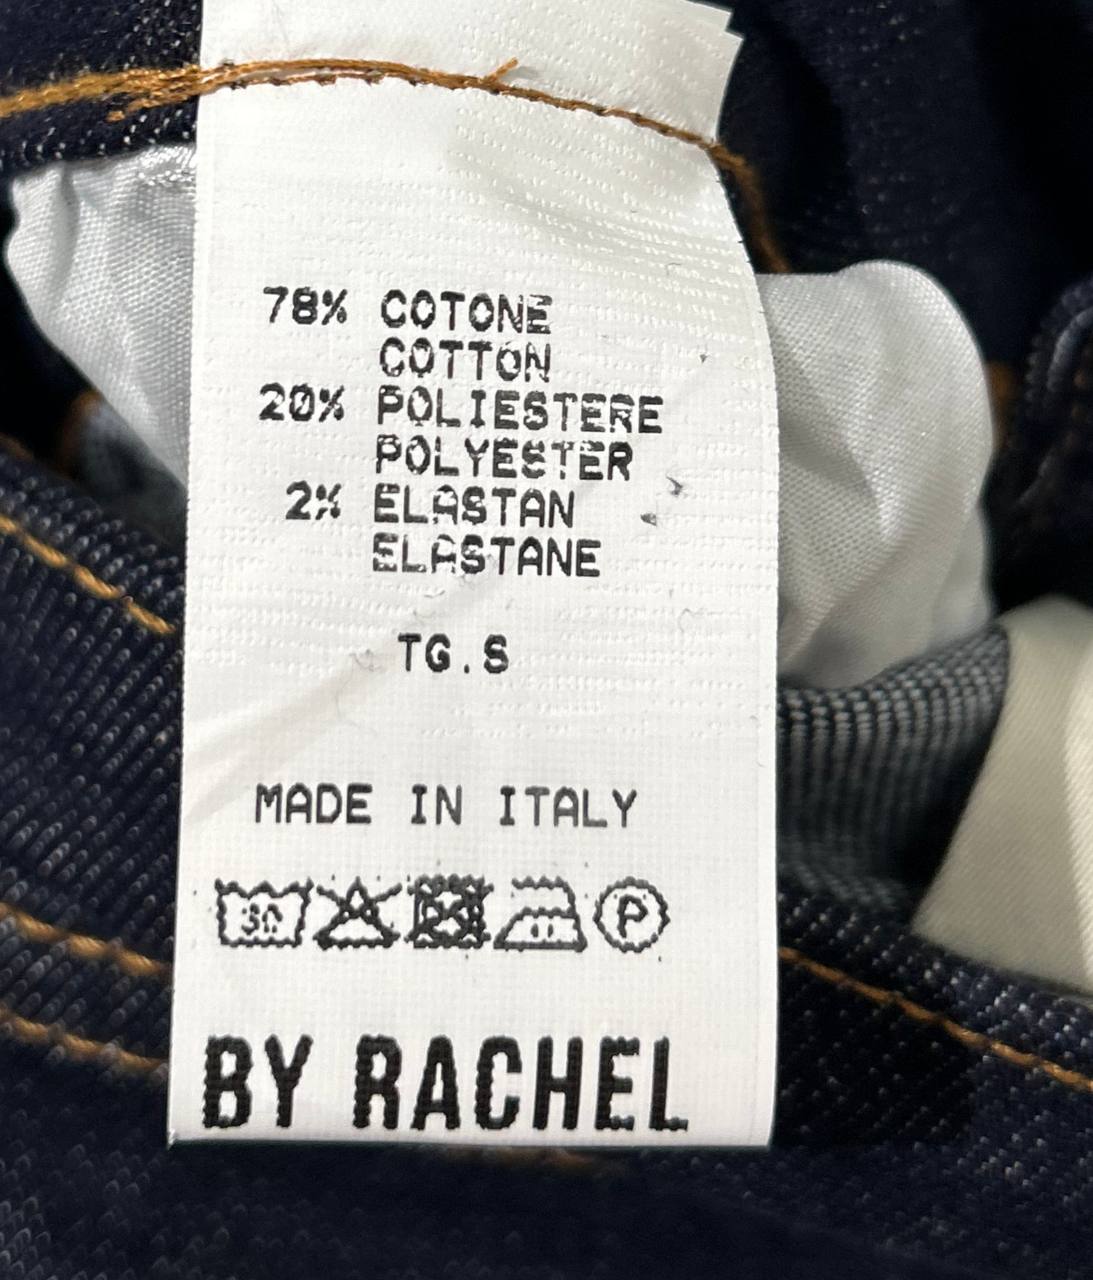 78% COTONE
COTTON
20% POLIESTERE
POLYESTER
2% ELASTAN
ELASTANE
TG.S
MADE IN ITALY
30 P
BY RACHEL